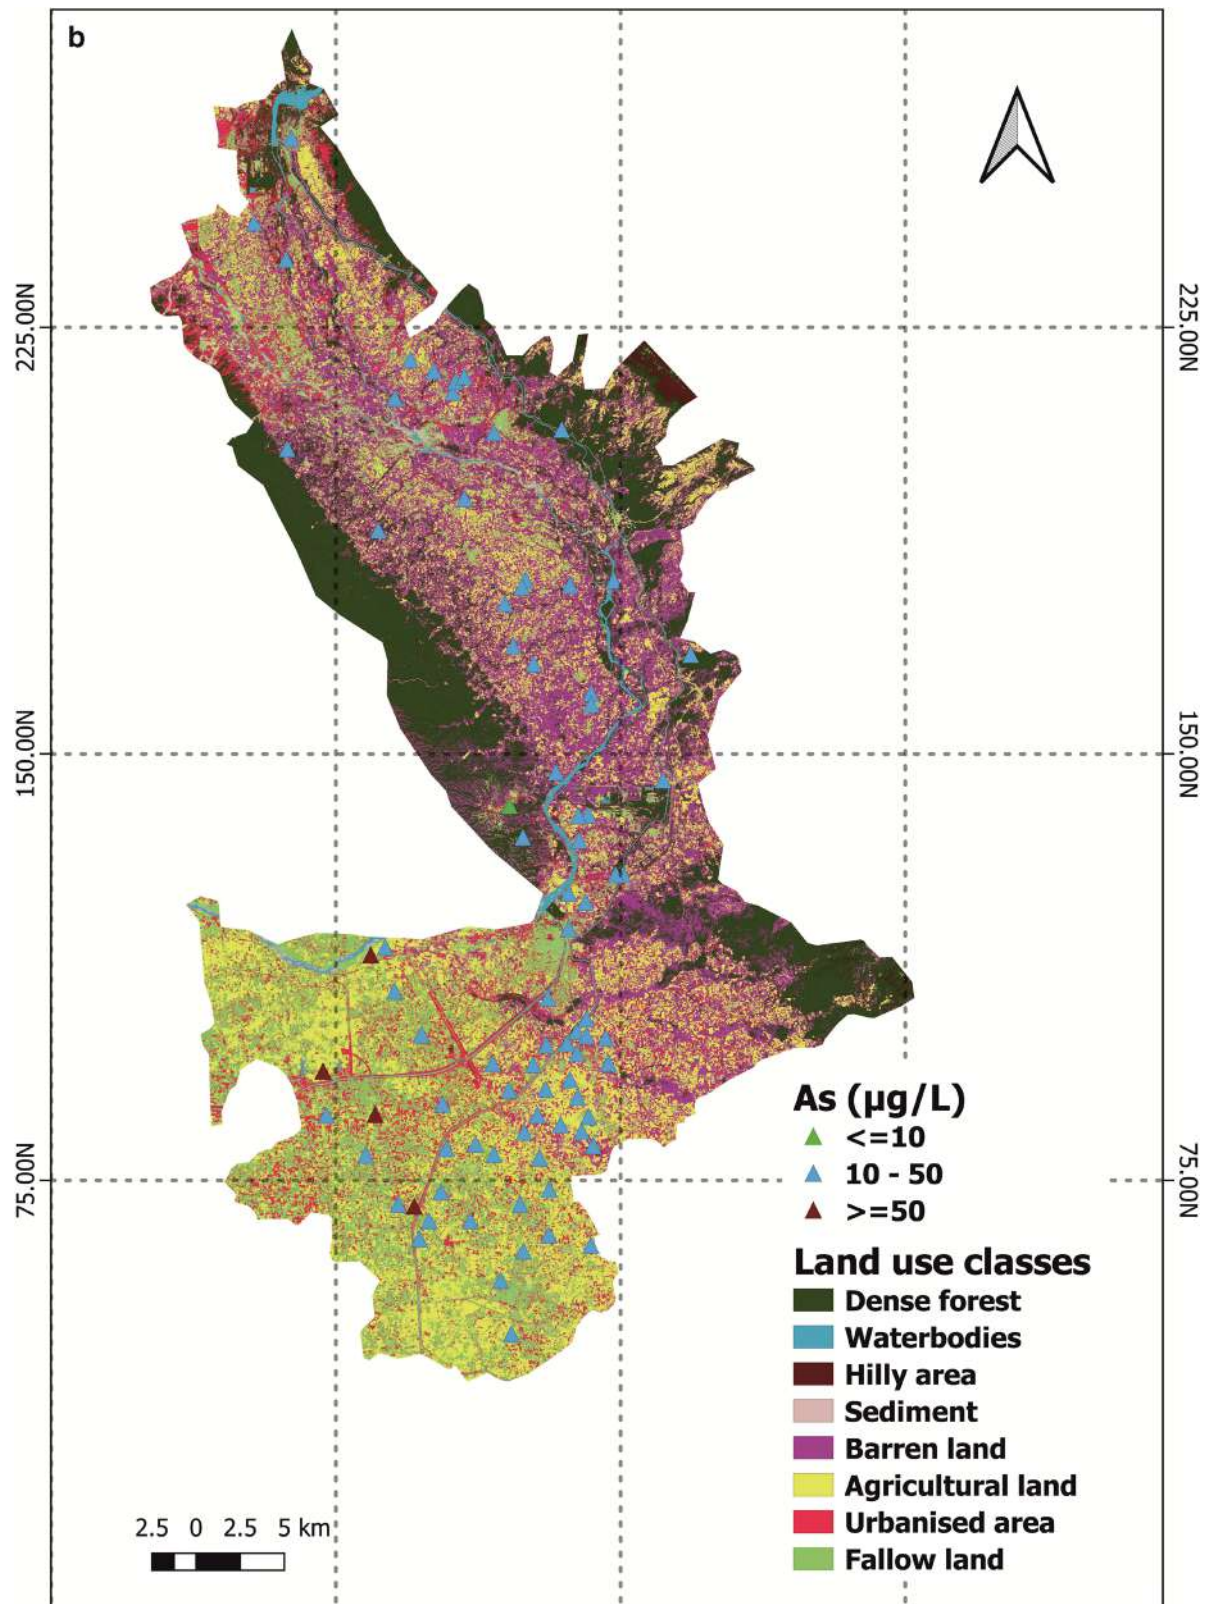 b
225.00N
225.00N
150.00N
150.00N
As (µg/L)
<=10
10 - 50
>=50
75.00N
75.00N
Land use classes
Dense forest
Waterbodies
Hilly area
Sediment
Barren land
Agricultural land
Urbanised area
Fallow land
2.5 0 2.5 5 km